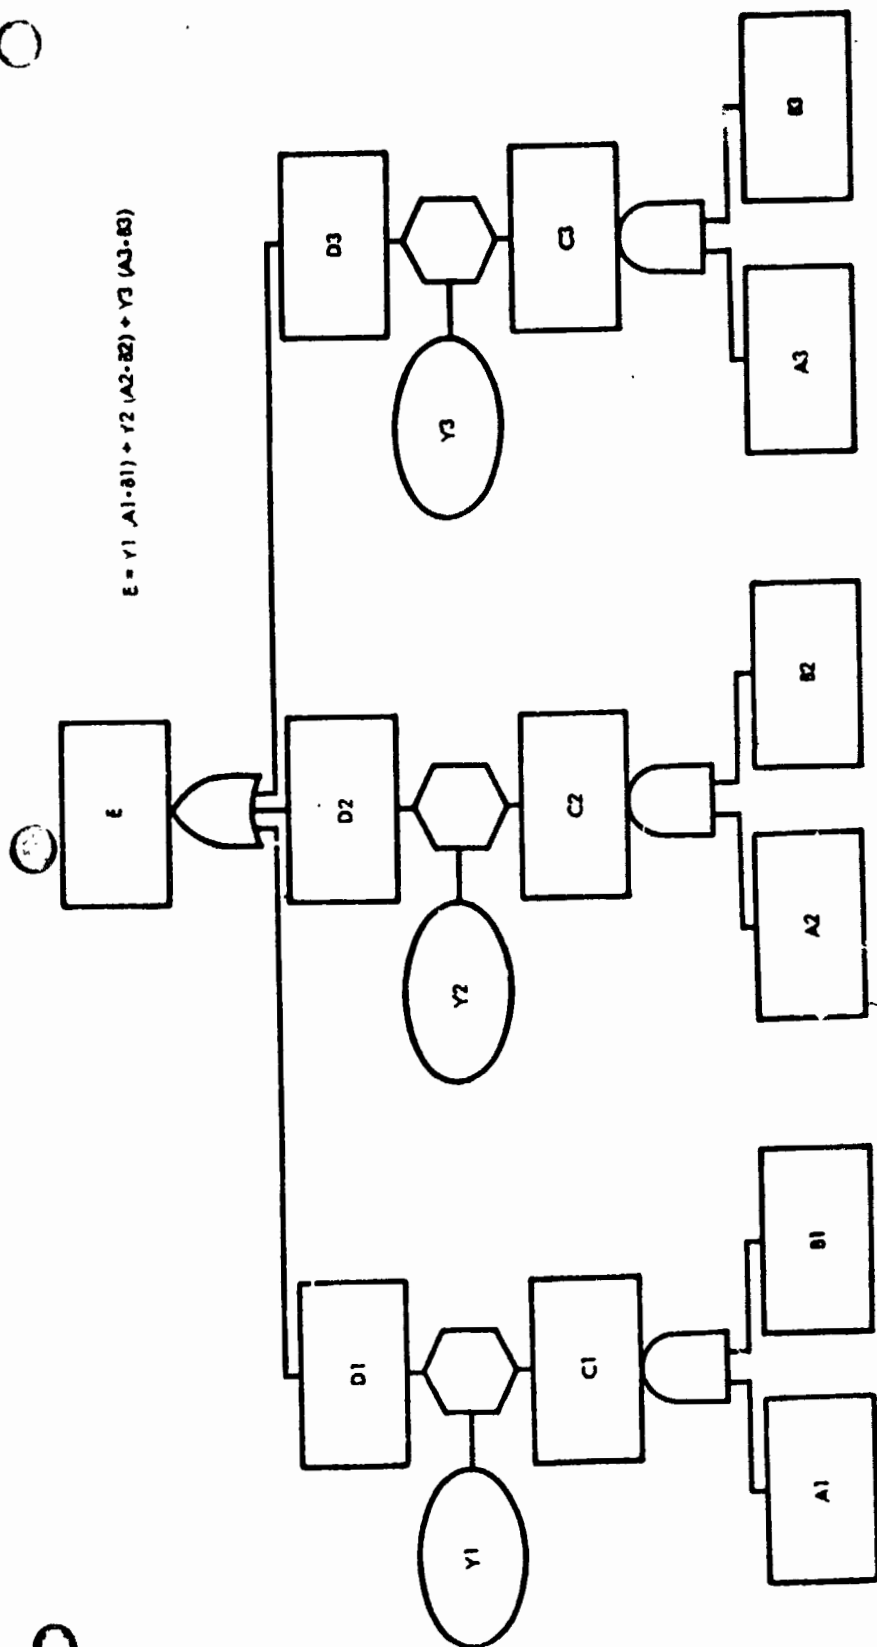 E = Y1 (A1•B1) + Y2 (A2•B2) + Y3 (A3•B3)
E
D1 D2 D3
Y1 Y2 Y3
C1 C2 C3
A1 B1 A2 B2 A3 B3